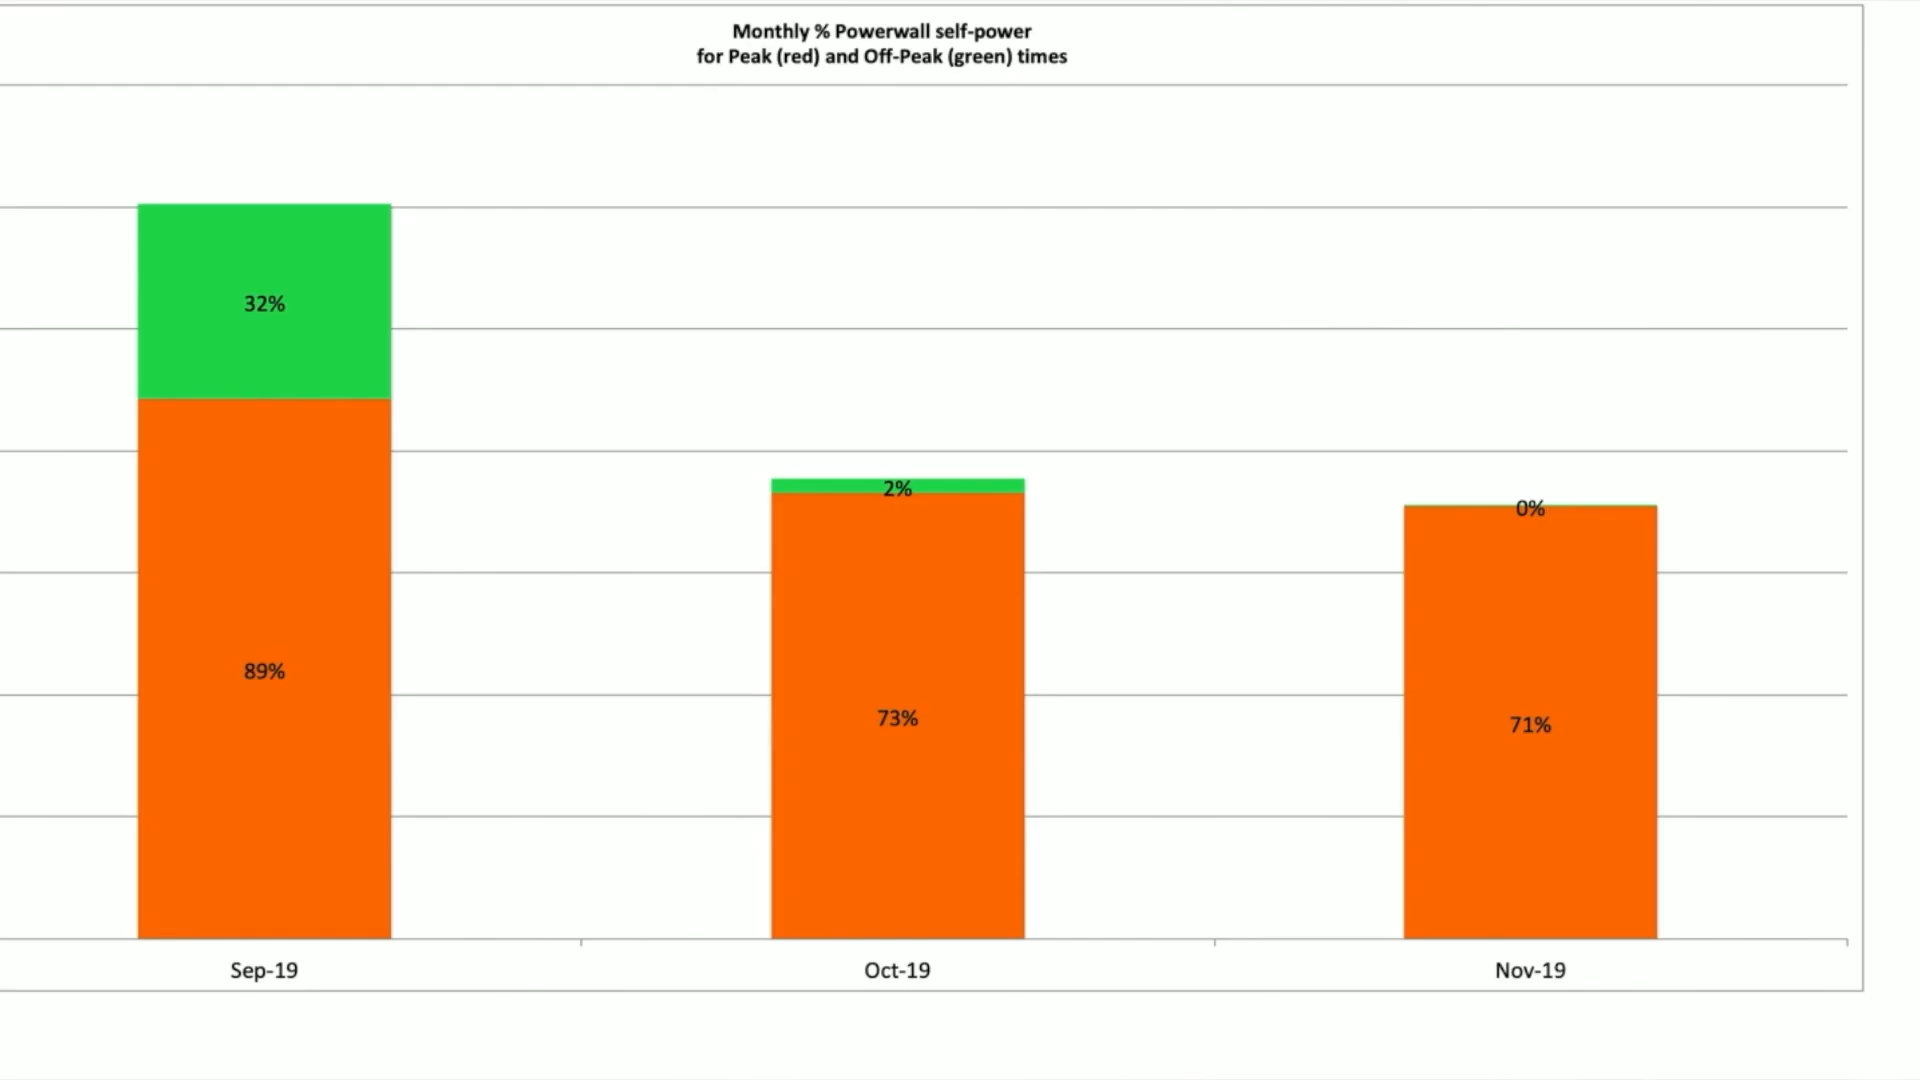 Monthly % Powerwall self-power
for Peak (red) and Off-Peak (green) times
32%
2%
0%
89%
73%
71%
Sep-19
Oct-19
Nov-19